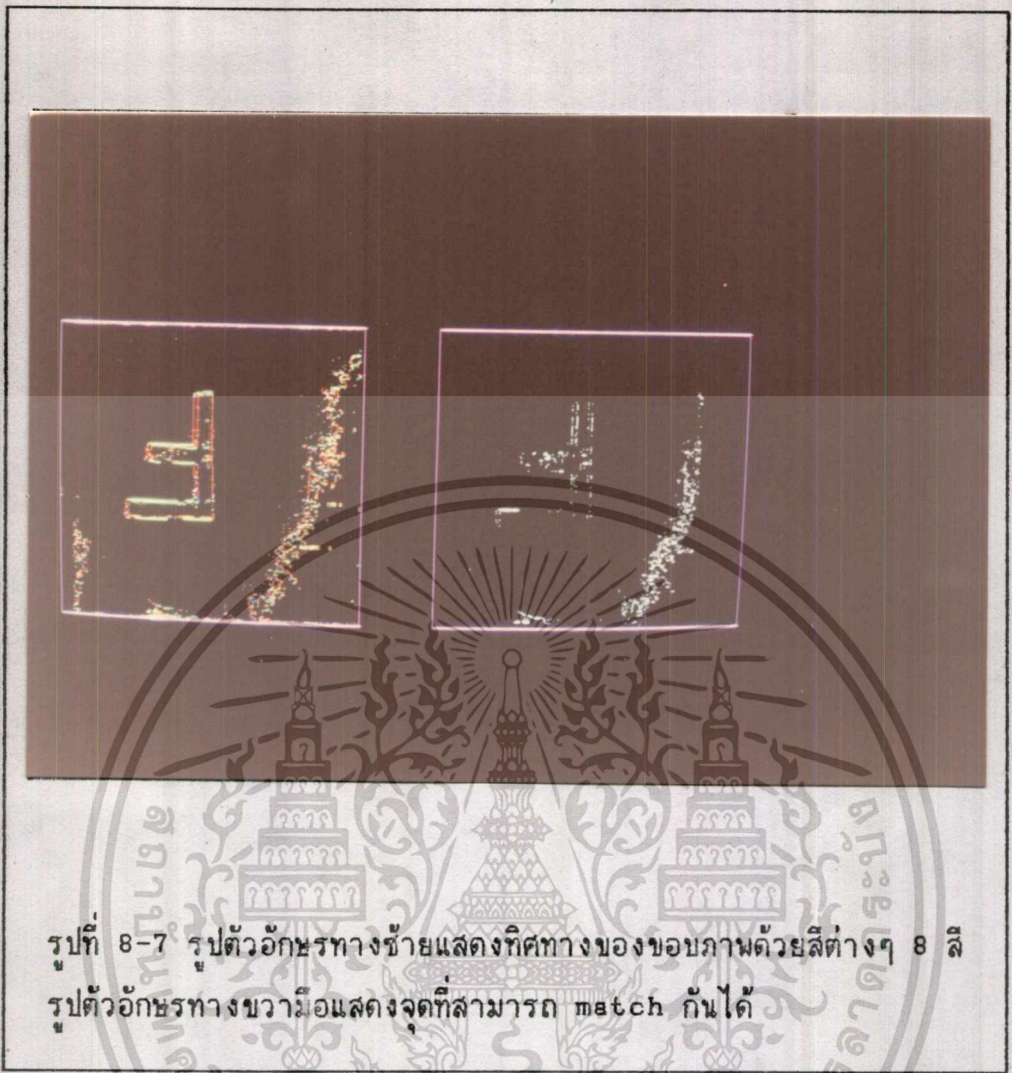 รูปที่ 8-7 รูปตัวอักษรทางซ้ายแสดงทิศทางของขอบภาพด้วยสีต่างๆ 8 สี
รูปตัวอักษรทางขวามือแสดงจุดที่สามารถ match กันได้